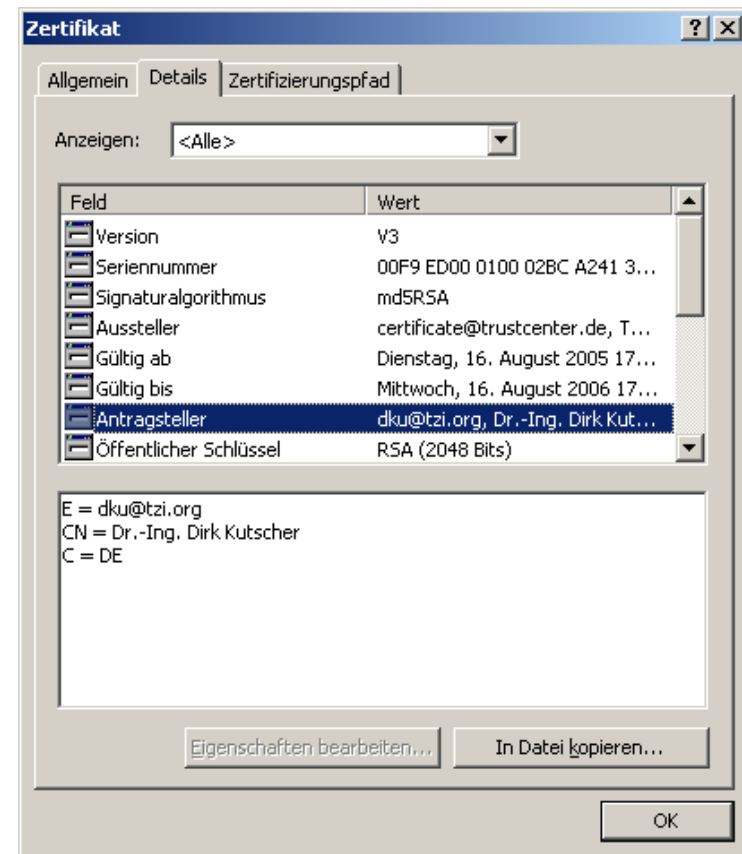 Zertifikat
Allgemein Details Zertifizierungspfad
Anzeigen: <Alle>
Feld Wert
Version V3
Seriennummer 00F9 ED00 0100 02BC A241 3...
Signaturalgorithmus md5RSA
Aussteller certificate@trustcenter.de, T...
Gültig ab Dienstag, 16. August 2005 17...
Gültig bis Mittwoch, 16. August 2006 17...
Antragsteller dku@tzi.org, Dr.-Ing. Dirk Kut...
Öffentlicher Schlüssel RSA (2048 Bits)
E = dku@tzi.org
CN = Dr.-Ing. Dirk Kutscher
C = DE
Eigenschaften bearbeiten... In Datei kopieren...
OK